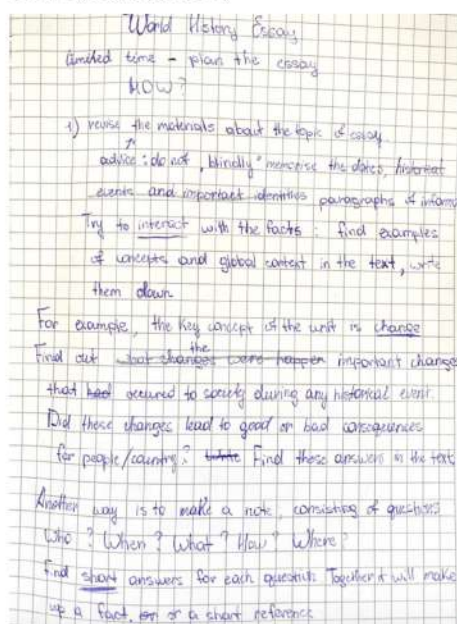 World History Essay
Limited time - plan the essay
HOW?
1) revise the materials about the topic of essay
advice: do not "blindly" memorise the dates, historical
events and important identities paragraphs of inform
Try to interact with the facts: find examples
of concepts and global context in the text, write
them down
For example, the key concept of the unit is change
Find out what changes were happen the important change
that had occured to society during any historical event.
Did these changes lead to good or bad consequences
for people/country? Find these answers in the text
Another way is to make a note, consisting of questions
Who? When? What? How? Where?
Find short answers for each question. Together it will make
up a fact, or a short reference